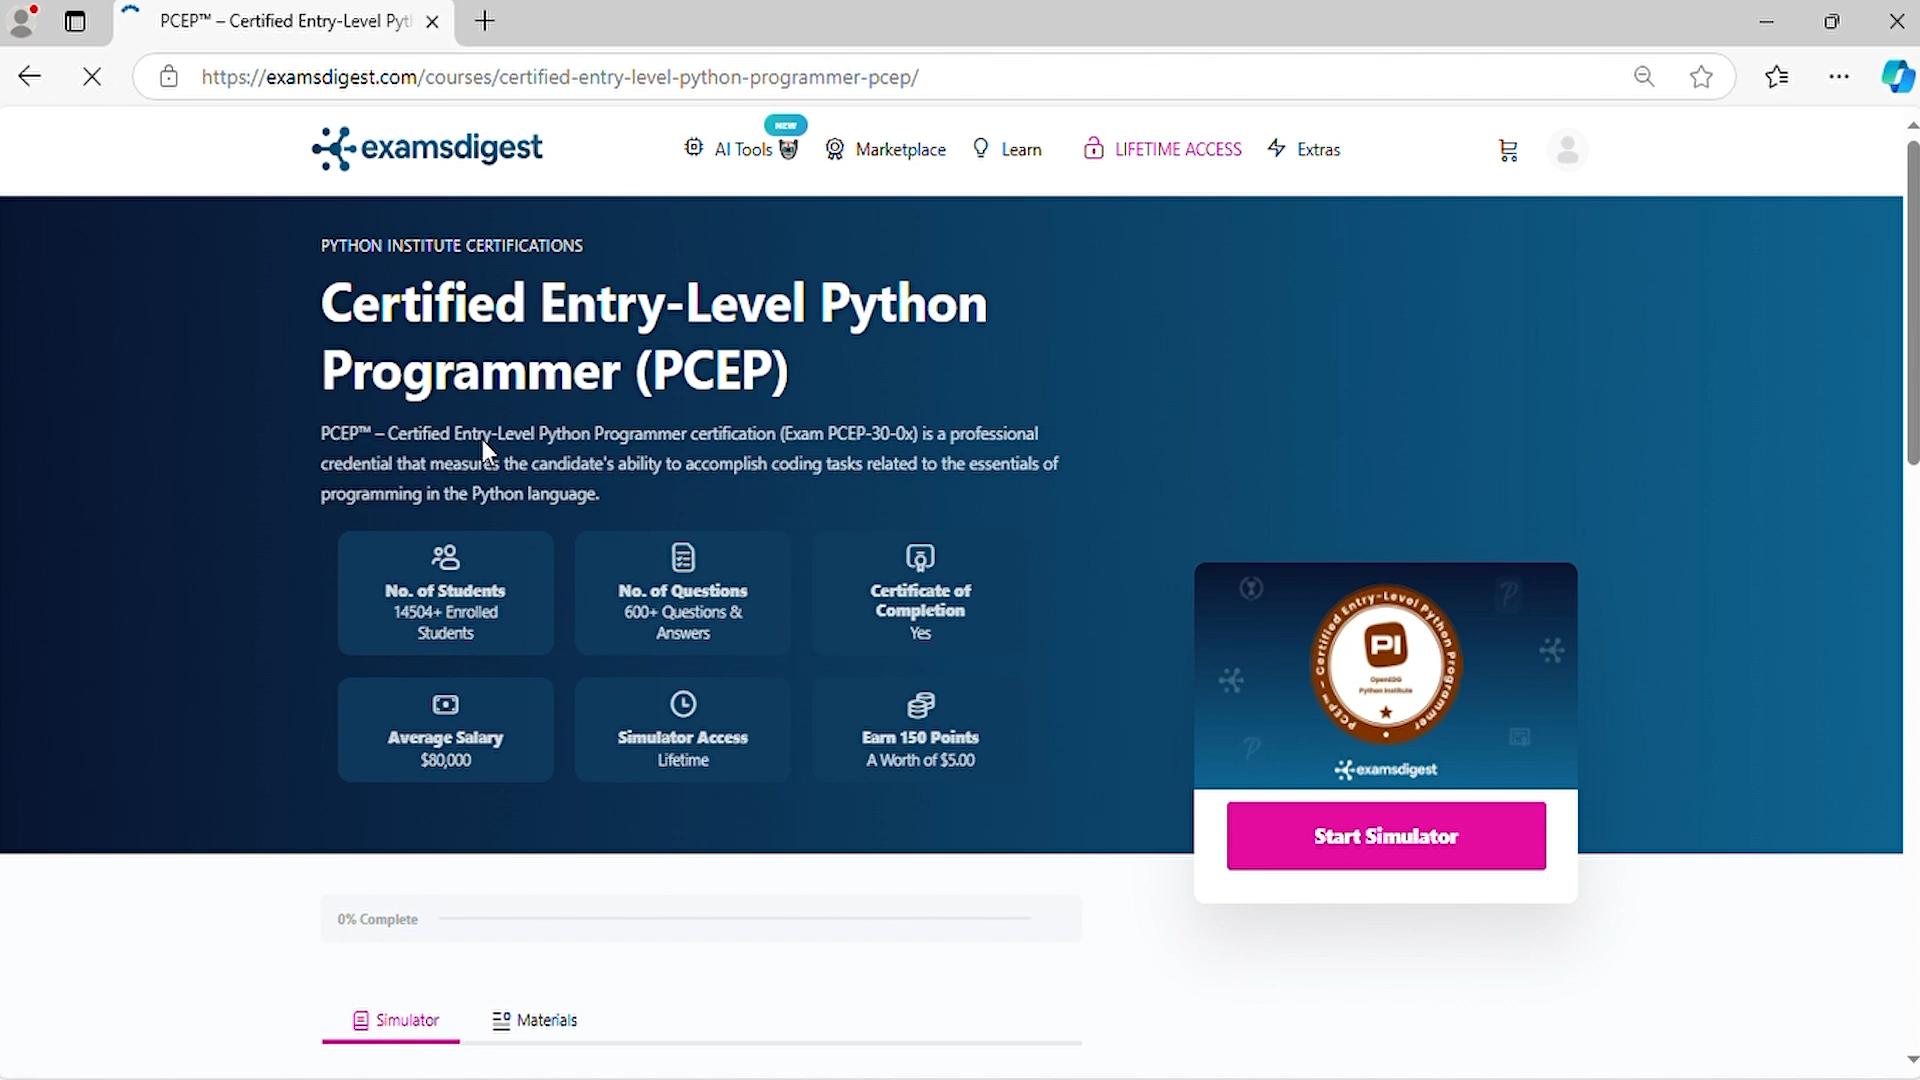 PCEP™ – Certified Entry-Level Pyt
https://examsdigest.com/courses/certified-entry-level-python-programmer-pcep/
examsdigest
NEW
AI Tools
Marketplace
Learn
LIFETIME ACCESS
Extras
PYTHON INSTITUTE CERTIFICATIONS
Certified Entry-Level Python
Programmer (PCEP)
PCEP™ – Certified Entry-Level Python Programmer certification (Exam PCEP-30-0x) is a professional
credential that measures the candidate's ability to accomplish coding tasks related to the essentials of
programming in the Python language.
No. of Students
14504+ Enrolled
Students
No. of Questions
600+ Questions &
Answers
Certificate of
Completion
Yes
Average Salary
$80,000
Simulator Access
Lifetime
Earn 150 Points
A Worth of $5.00
PCEP™ – Certified Entry-Level Python Programmer
PI
OpenEDG
Python Institute
examsdigest
Start Simulator
0% Complete
Simulator
Materials